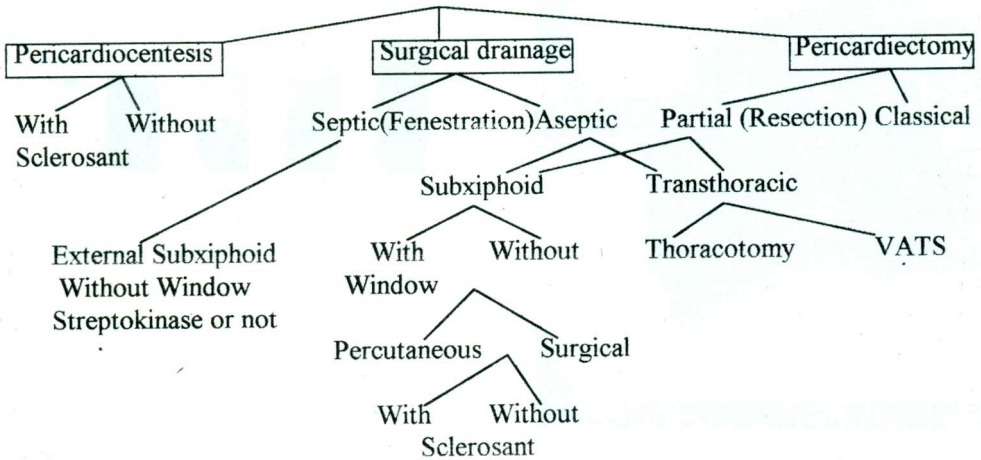 Pericardiocentesis Surgical drainage Pericardiectomy
With Without Septic(Fenestration)Aseptic Partial (Resection) Classical
Sclerosant
Subxiphoid Transthoracic
External Subxiphoid With Without Thoracotomy VATS
Without Window Window
Streptokinase or not
Percutaneous Surgical
With Without
Sclerosant